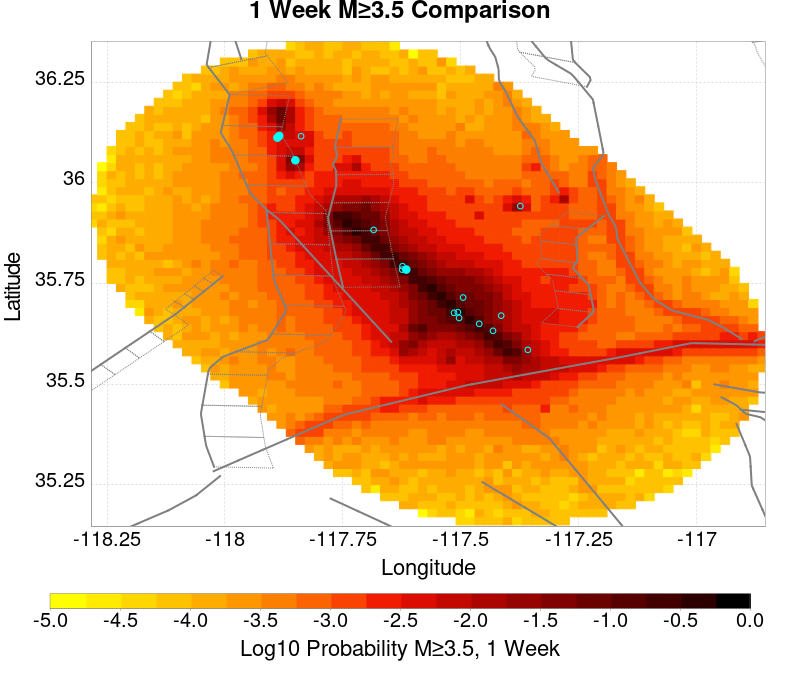 1 Week M≥3.5 Comparison
Latitude
36.25
36
35.75
35.5
35.25
-118.25 -118 -117.75 -117.5 -117.25 -117
Longitude
-5.0 -4.5 -4.0 -3.5 -3.0 -2.5 -2.0 -1.5 -1.0 -0.5 0.0
Log10 Probability M≥3.5, 1 Week